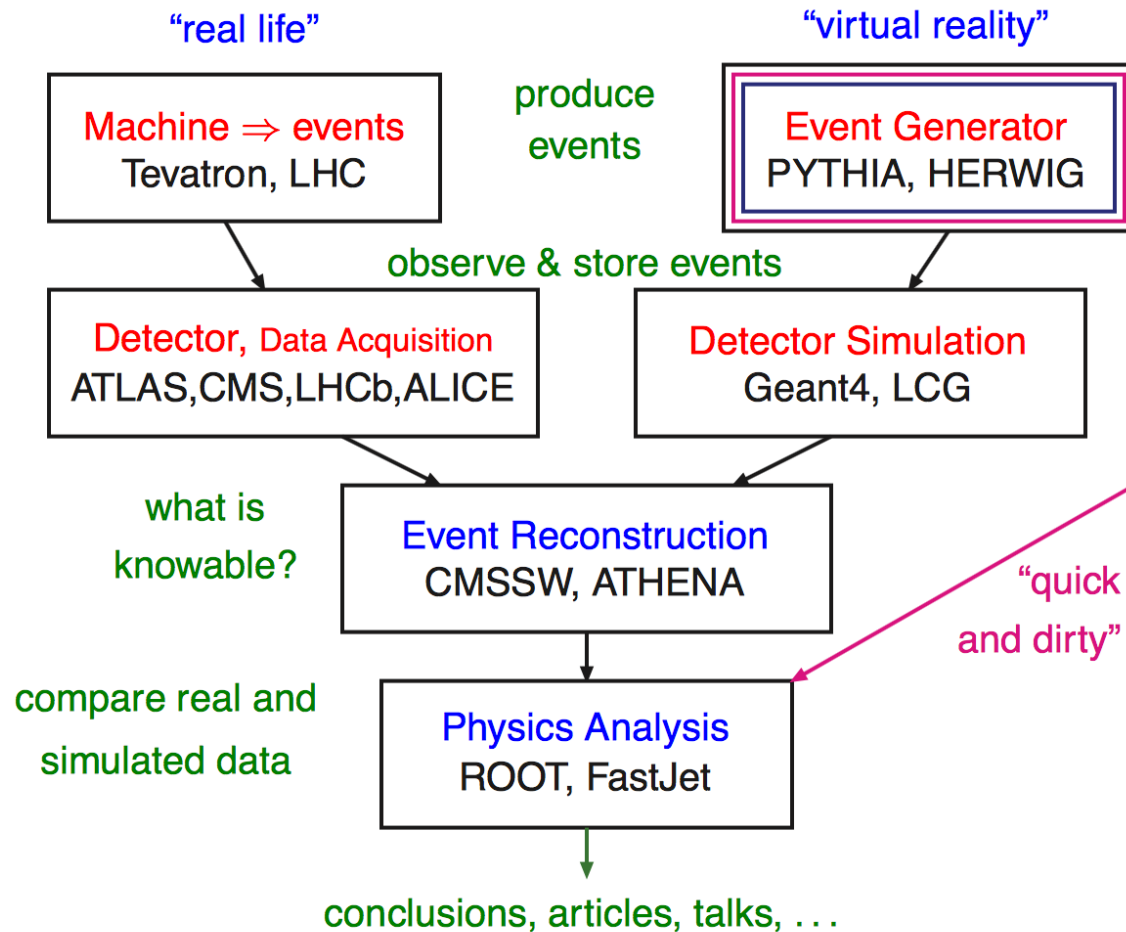 “real life”
“virtual reality”
Machine ⇒ events
Tevatron, LHC
produce
events
Event Generator
PYTHIA, HERWIG
observe & store events
Detector, Data Acquisition
ATLAS,CMS,LHCb,ALICE
Detector Simulation
Geant4, LCG
what is
knowable?
Event Reconstruction
CMSSW, ATHENA
“quick
and dirty”
compare real and
simulated data
Physics Analysis
ROOT, FastJet
conclusions, articles, talks, . . .